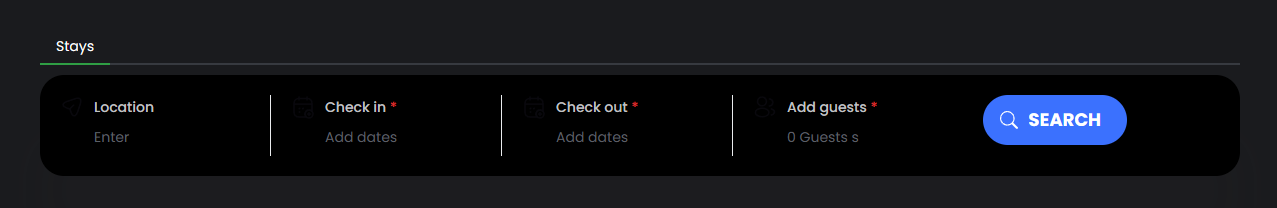 Stays
Location
Check in *
Check out *
Add guests *
Enter
Add dates
Add dates
0 Guests s
SEARCH